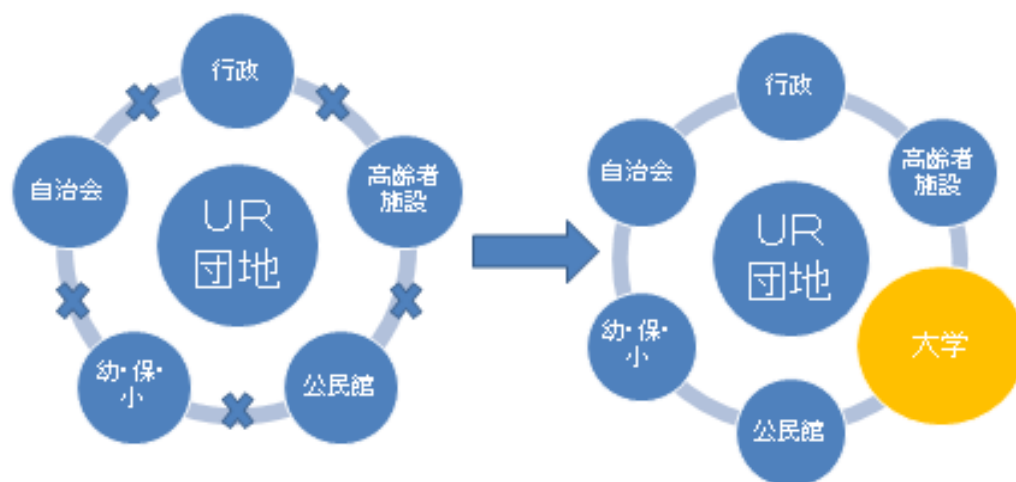 行政
自治会
高齢者
施設
UR
団地
幼・保・
小
公民館
行政
自治会
高齢者
施設
UR
団地
幼・保・
小
大学
公民館